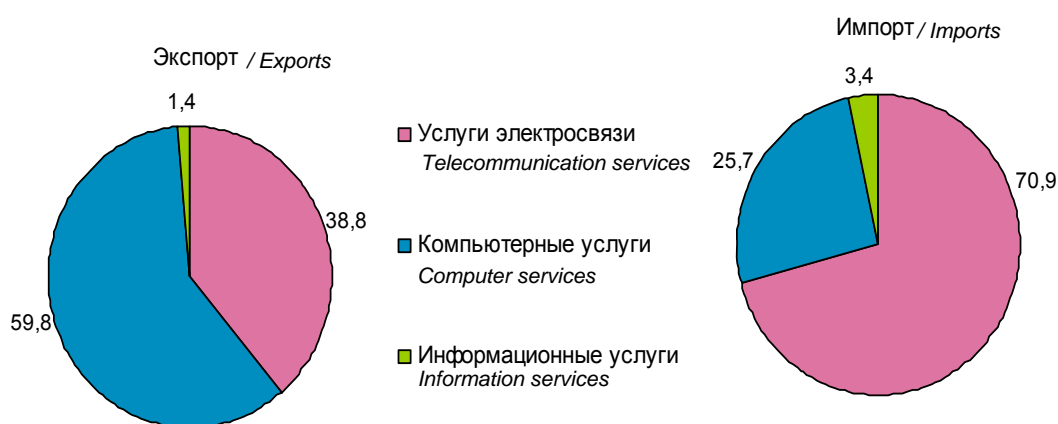 Экспорт / Exports
1,4
38,8
59,8
Услуги электросвязи
Telecommunication services
Компьютерные услуги
Computer services
Информационные услуги
Information services
Импорт / Imports
3,4
25,7
70,9